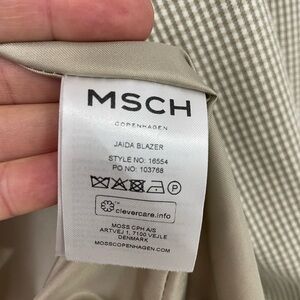 MSCH
COPENHAGEN
JAIDA BLAZER
STYLE NO: 16554
PO NO: 103768
P
clevercare.info
MOSS CPH A/S
ARTVEJ 1, 7100 VEJLE
DENMARK
MOSSCOPENHAGEN.COM